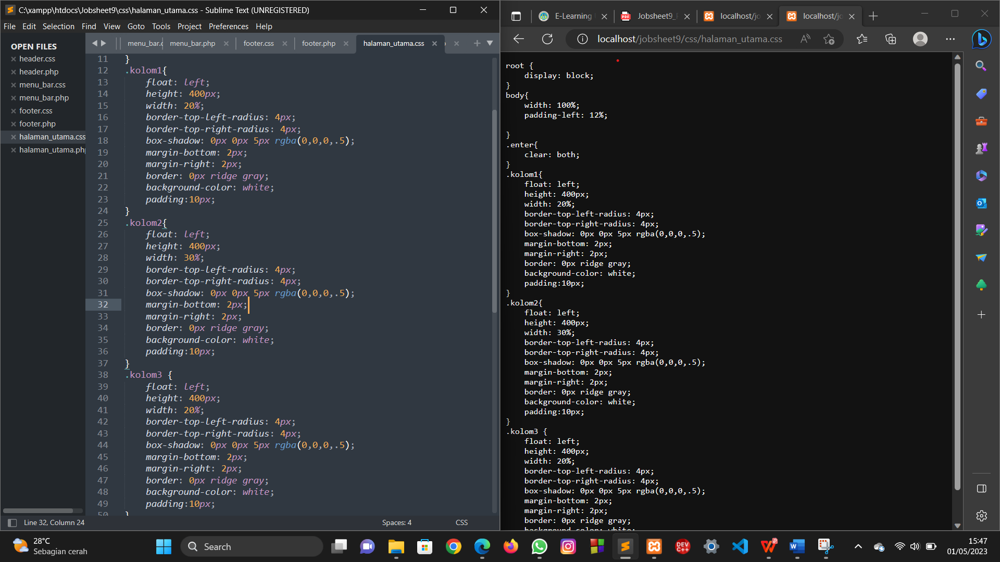 C:\xampp\htdocs\Jobsheet9\css\halaman_utama.css - Sublime Text (UNREGISTERED)
File Edit Selection Find View Goto Tools Project Preferences Help
OPEN FILES
header.css
header.php
menu_bar.css
menu_bar.php
footer.css
footer.php
halaman_utama.css
halaman_utama.php
menu_bar.c menu_bar.php footer.css footer.php halaman_utama.css
11 }
12 .kolom1{
13 float: left;
14 height: 400px;
15 width: 20%;
16 border-top-left-radius: 4px;
17 border-top-right-radius: 4px;
18 box-shadow: 0px 0px 5px rgba(0,0,0,.5);
19 margin-bottom: 2px;
20 margin-right: 2px;
21 border: 0px ridge gray;
22 background-color: white;
23 padding:10px;
24 }
25 .kolom2{
26 float: left;
27 height: 400px;
28 width: 30%;
29 border-top-left-radius: 4px;
30 border-top-right-radius: 4px;
31 box-shadow: 0px 0px 5px rgba(0,0,0,.5);
32 margin-bottom: 2px;
33 margin-right: 2px;
34 border: 0px ridge gray;
35 background-color: white;
36 padding:10px;
37 }
38 .kolom3 {
39 float: left;
40 height: 400px;
41 width: 20%;
42 border-top-left-radius: 4px;
43 border-top-right-radius: 4px;
44 box-shadow: 0px 0px 5px rgba(0,0,0,.5);
45 margin-bottom: 2px;
46 margin-right: 2px;
47 border: 0px ridge gray;
48 background-color: white;
49 padding:10px;
50 }
Line 32, Column 24 Spaces: 4 CSS
E-Learning Jobsheet9_ localhost/jo localhost/jo
localhost/jobsheet9/css/halaman_utama.css
root {
display: block;
}
body{
width: 100%;
padding-left: 12%;
}
.enter{
clear: both;
}
.kolom1{
float: left;
height: 400px;
width: 20%;
border-top-left-radius: 4px;
border-top-right-radius: 4px;
box-shadow: 0px 0px 5px rgba(0,0,0,.5);
margin-bottom: 2px;
margin-right: 2px;
border: 0px ridge gray;
background-color: white;
padding:10px;
}
.kolom2{
float: left;
height: 400px;
width: 30%;
border-top-left-radius: 4px;
border-top-right-radius: 4px;
box-shadow: 0px 0px 5px rgba(0,0,0,.5);
margin-bottom: 2px;
margin-right: 2px;
border: 0px ridge gray;
background-color: white;
padding:10px;
}
.kolom3 {
float: left;
height: 400px;
width: 20%;
border-top-left-radius: 4px;
border-top-right-radius: 4px;
box-shadow: 0px 0px 5px rgba(0,0,0,.5);
margin-bottom: 2px;
margin-right: 2px;
border: 0px ridge gray;
background-color: white;
28°C
Sebagian cerah
Search
DEV C++
15:47
01/05/2023